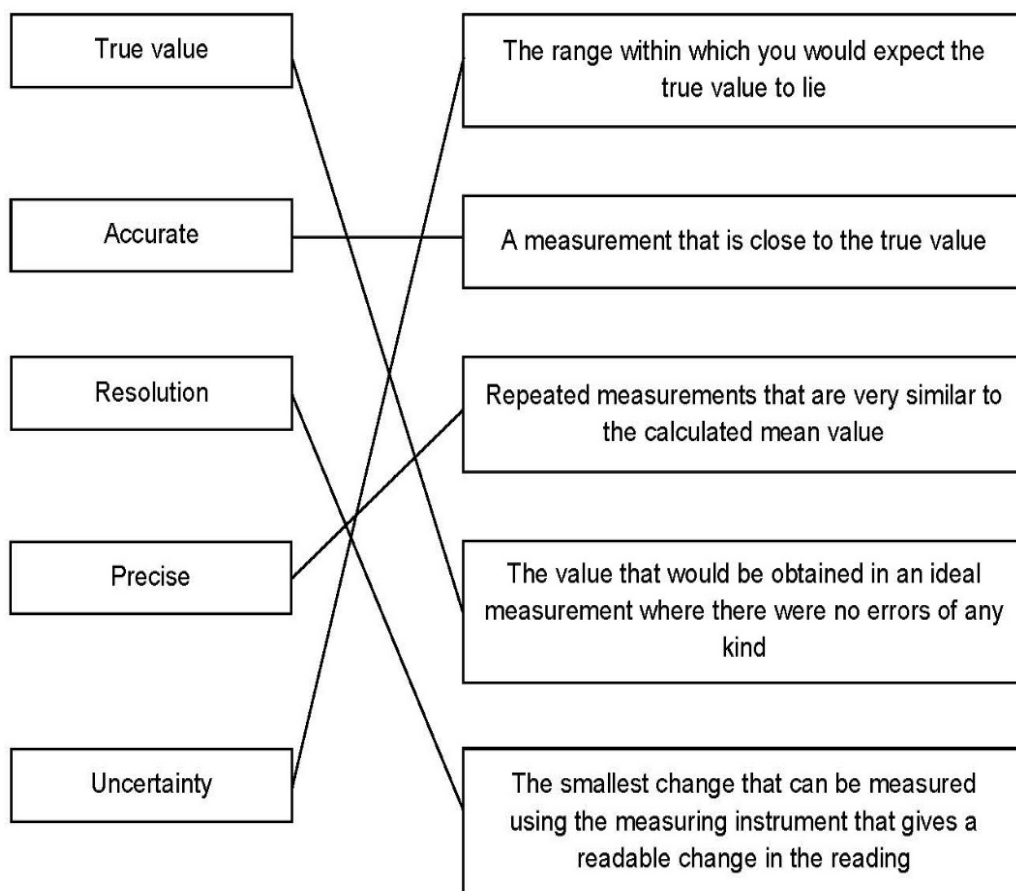 True value
The range within which you would expect the
true value to lie
Accurate
A measurement that is close to the true value
Resolution
Repeated measurements that are very similar to
the calculated mean value
Precise
The value that would be obtained in an ideal
measurement where there were no errors of any
kind
Uncertainty
The smallest change that can be measured
using the measuring instrument that gives a
readable change in the reading